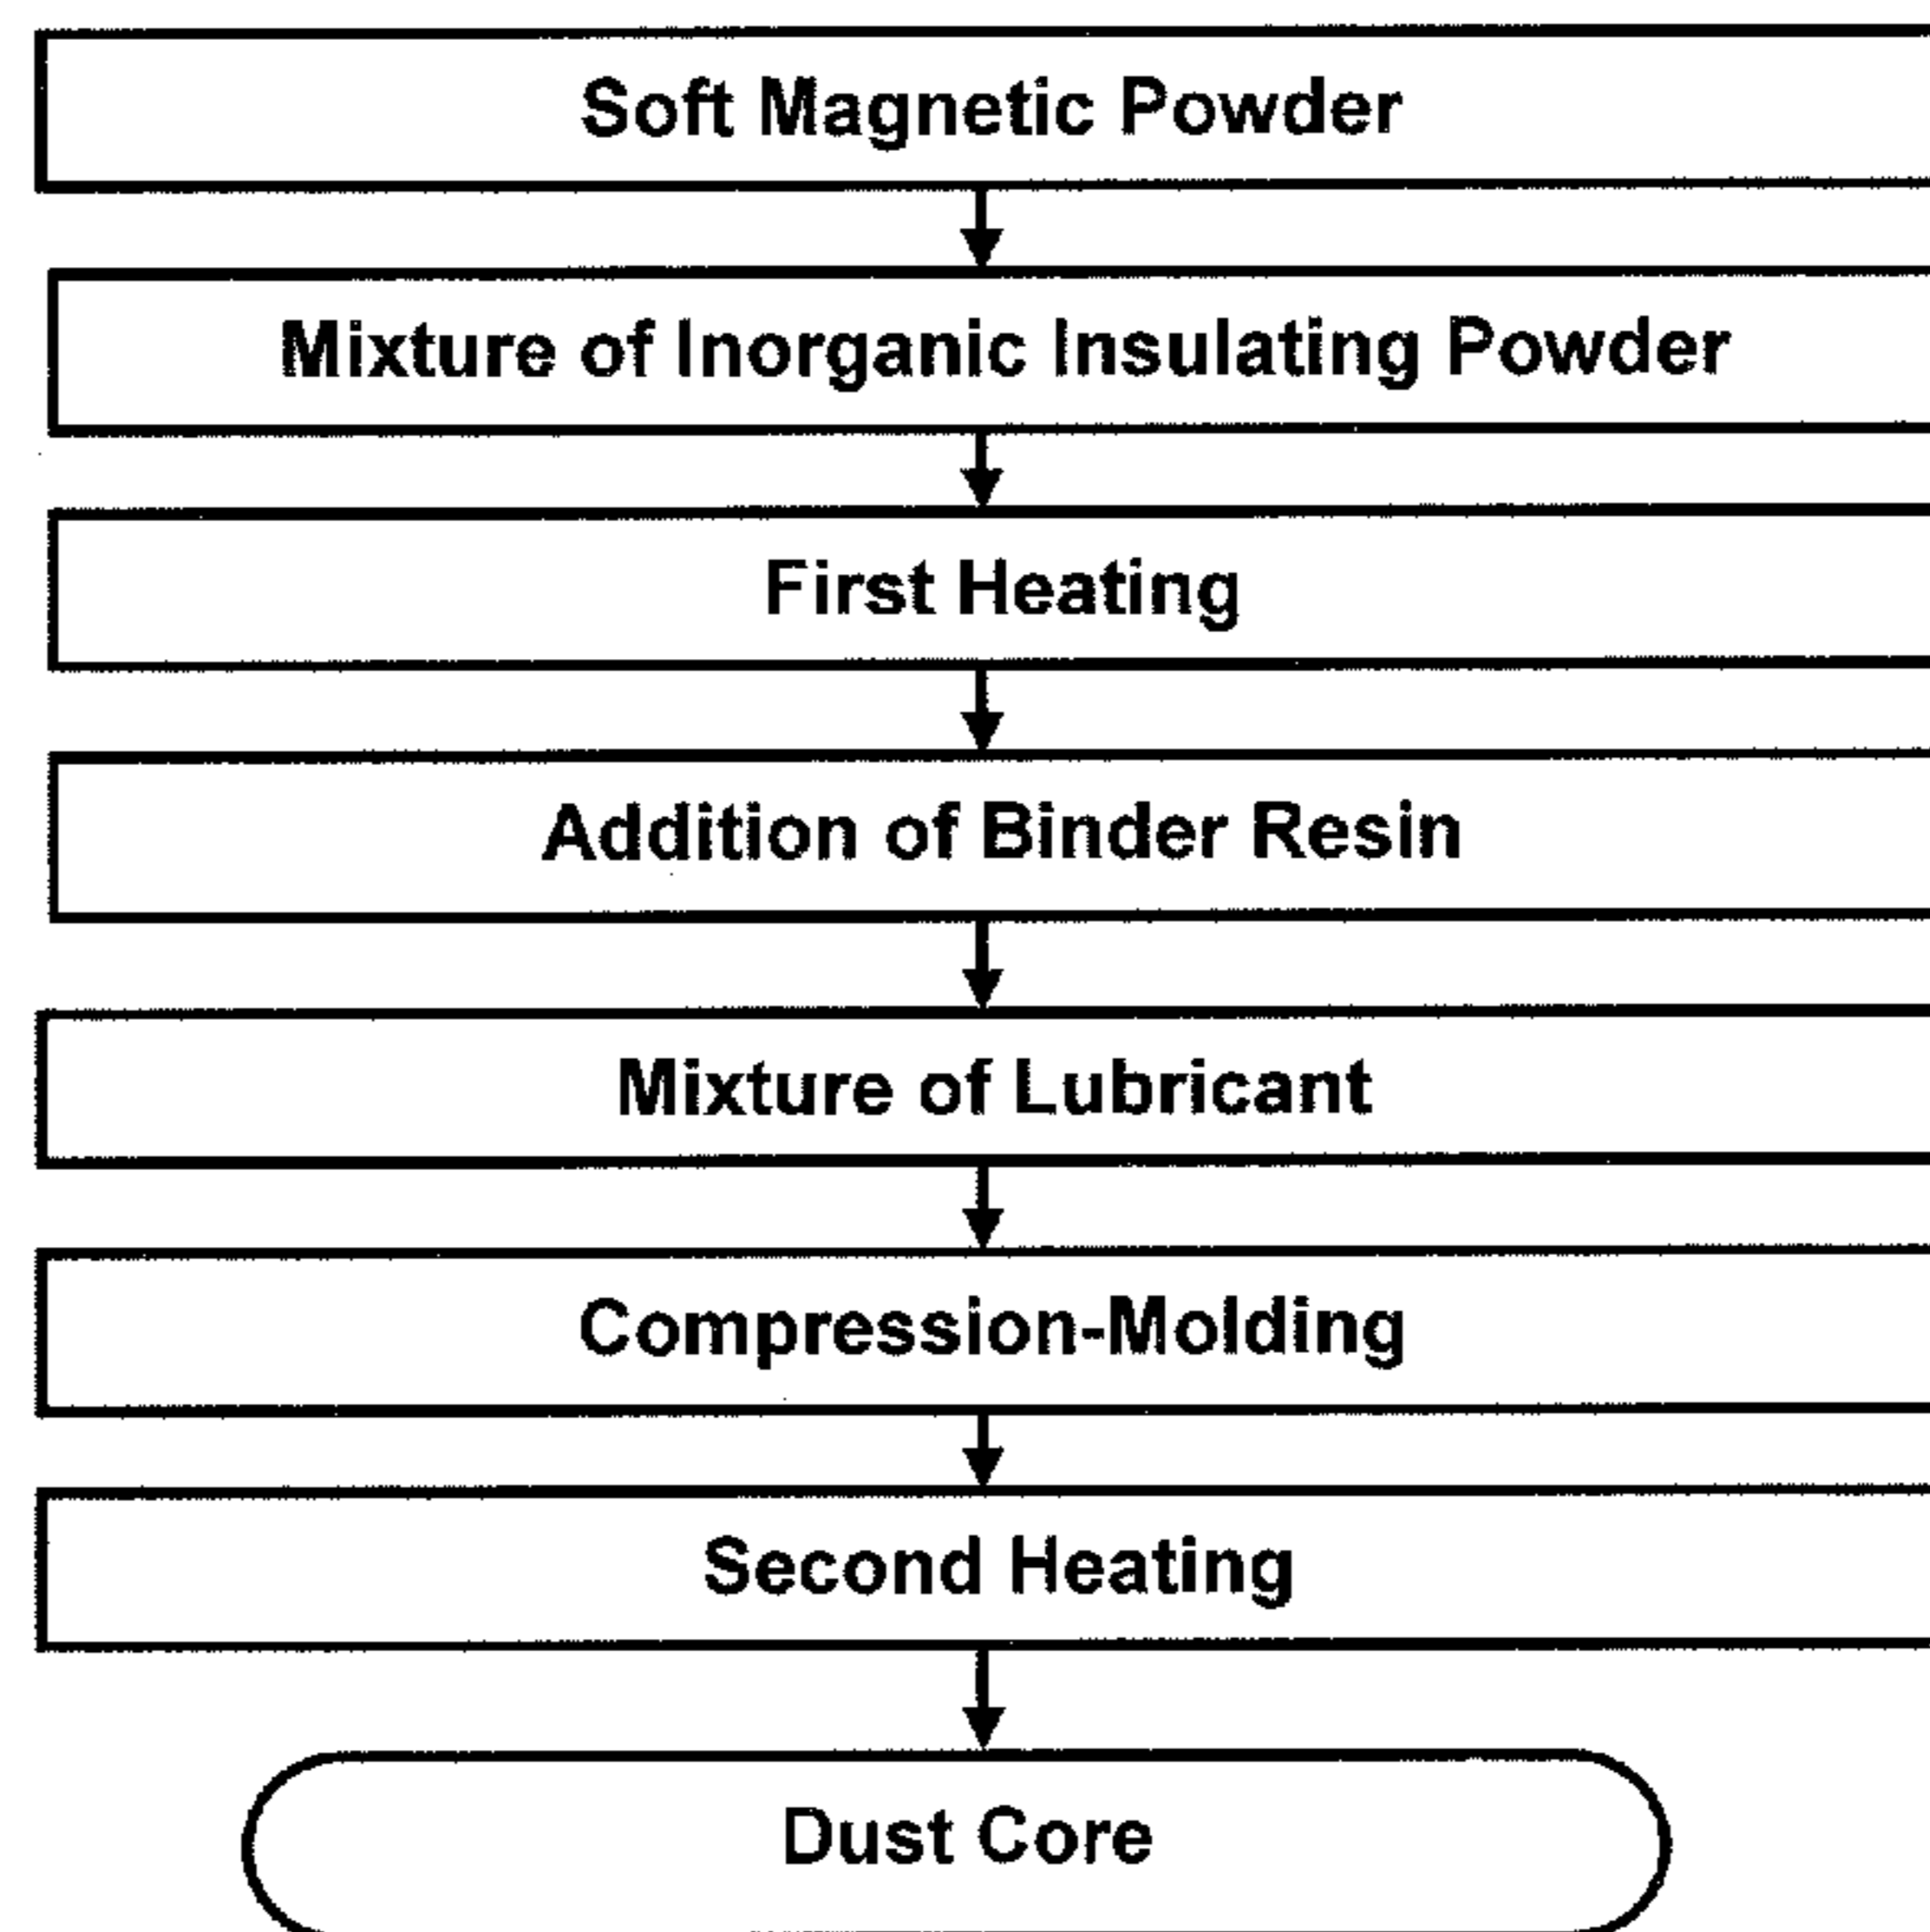 Soft Magnetic Powder
Mixture of Inorganic Insulating Powder
First Heating
Addition of Binder Resin
Mixture of Lubricant
Compression-Molding
Second Heating
Dust Core